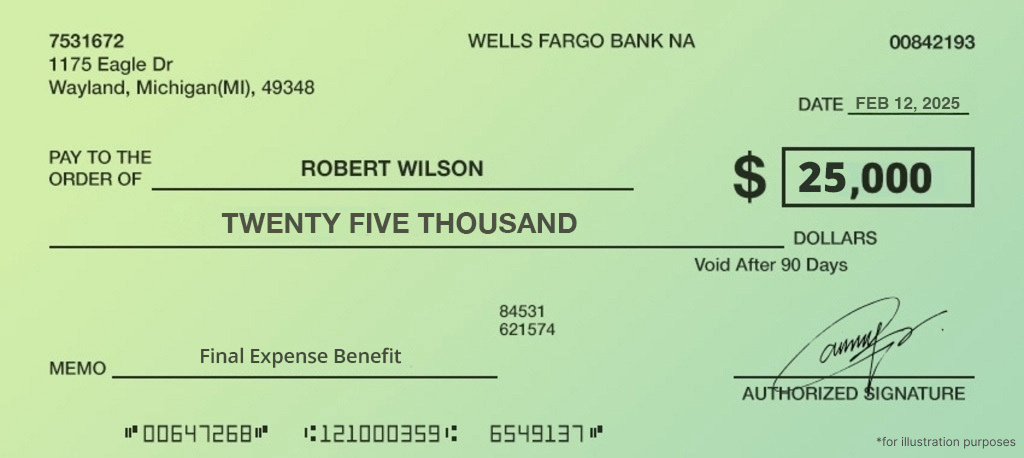 7531672
WELLS FARGO BANK NA
00842193
1175 Eagle Dr
Wayland, Michigan(MI), 49348
DATE FEB 12, 2025
PAY TO THE
ORDER OF
ROBERT WILSON
$ 25,000
TWENTY FIVE THOUSAND
DOLLARS
Void After 90 Days
84531
621574
MEMO Final Expense Benefit
AUTHORIZED SIGNATURE
⑈00647268⑈ ⑆121000359⑆ 6549137⑈
*for illustration purposes